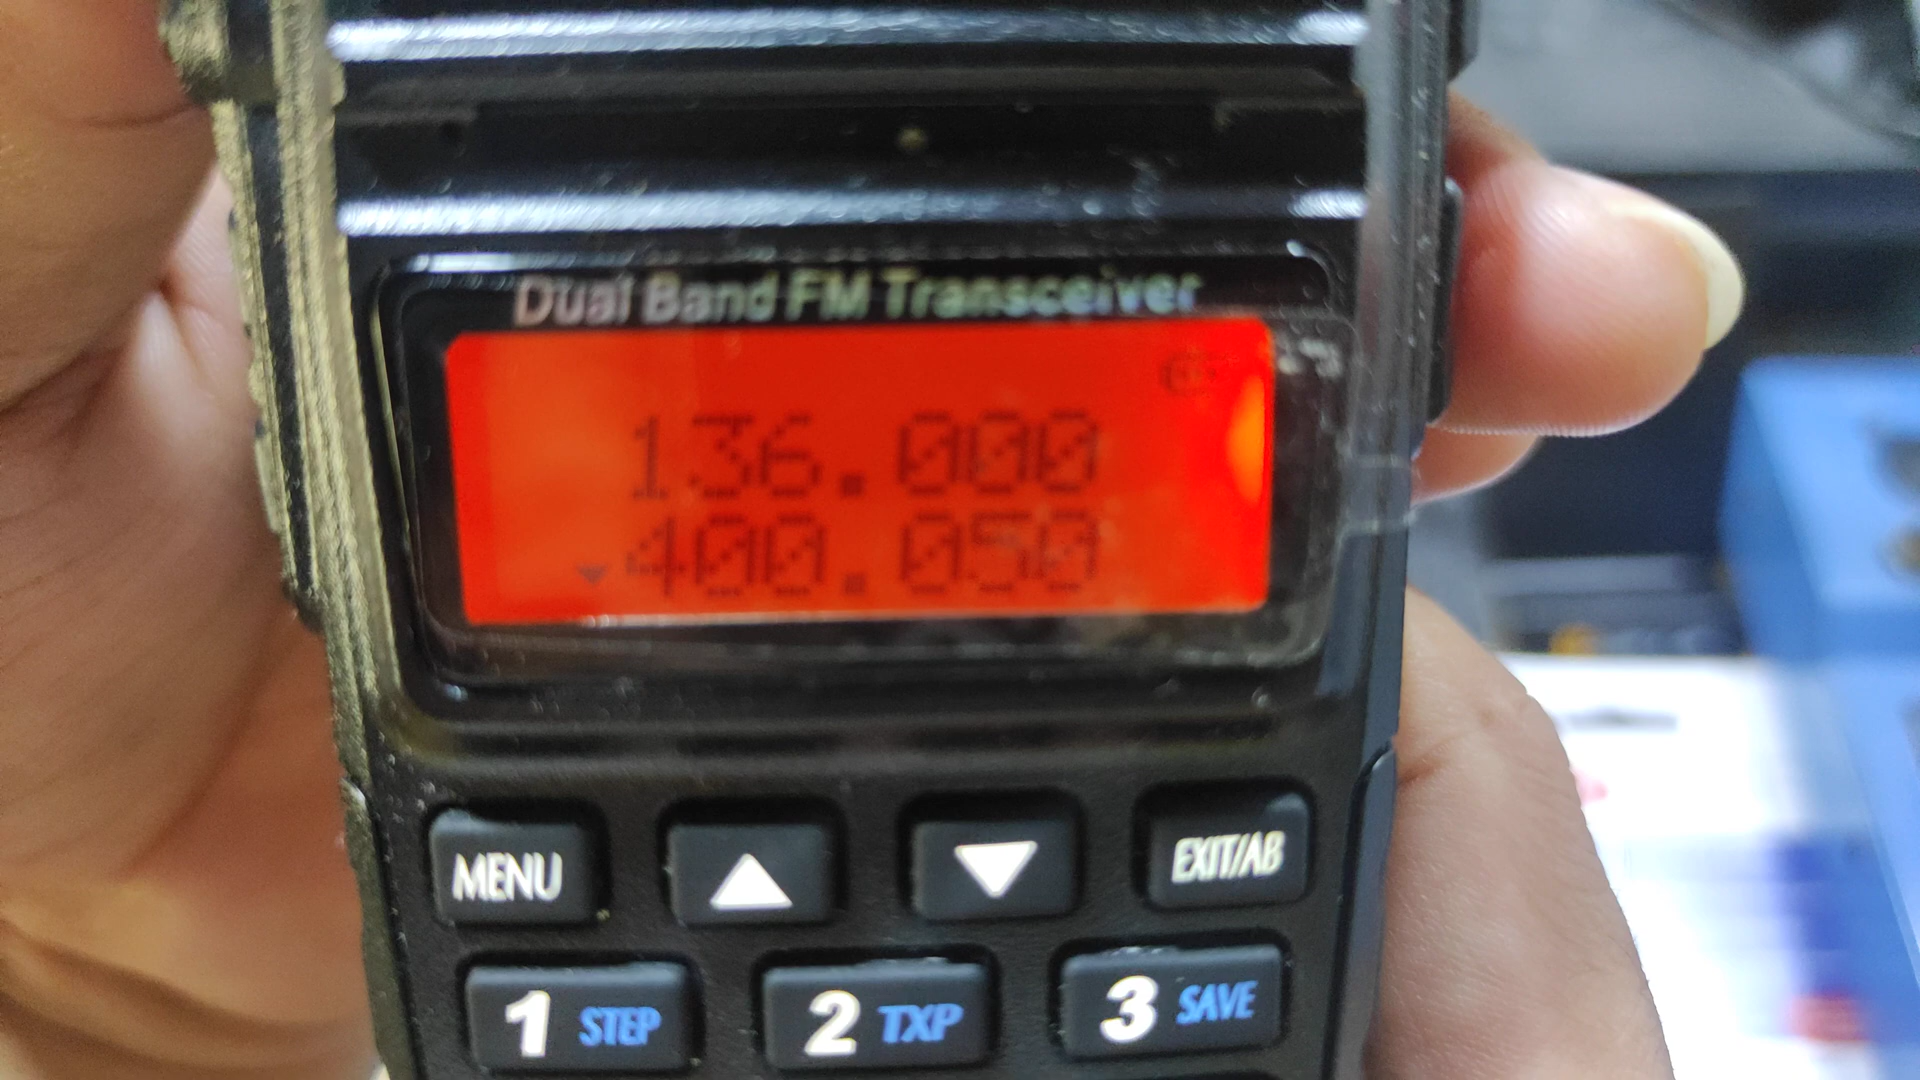 Dual Band FM Transceiver
136.000
400.050
MENU ▲ ▼ EXIT/AB
1 STEP 2 TXP 3 SAVE